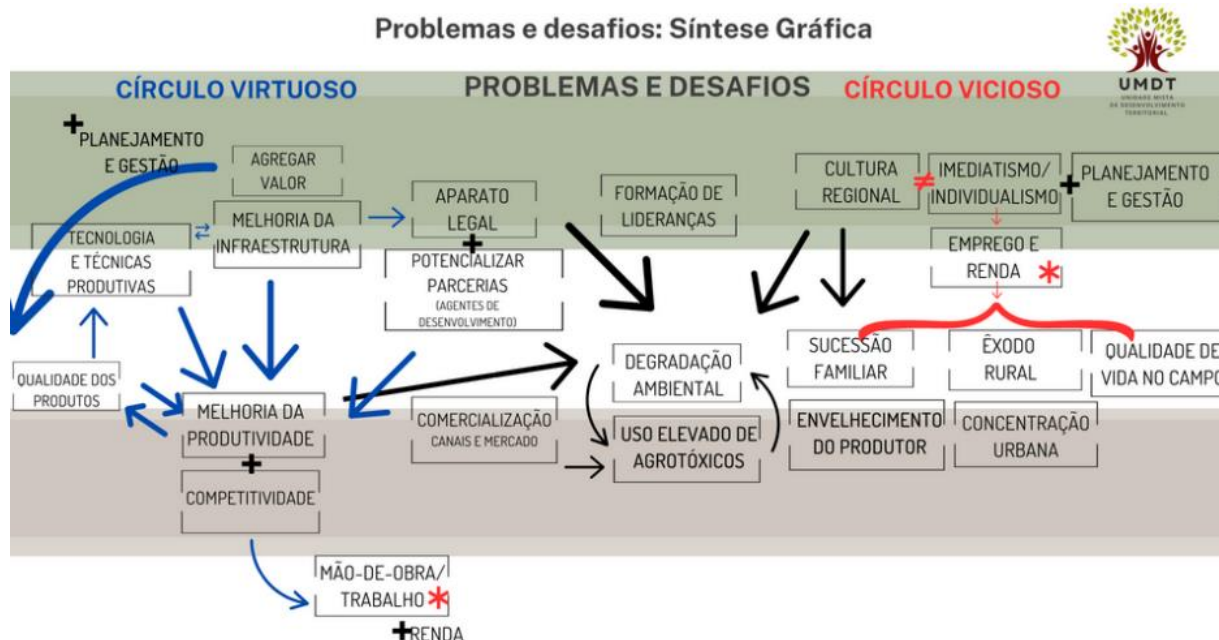 Problemas e desafios: Síntese Gráfica
UMDT
UNIDADE MISTA
DE DESENVOLVIMENTO
TERRITORIAL
CÍRCULO VIRTUOSO
PROBLEMAS E DESAFIOS
CÍRCULO VICIOSO
+
PLANEJAMENTO
E GESTÃO
AGREGAR
VALOR
MELHORIA DA
INFRAESTRUTURA
TECNOLOGIA
E TÉCNICAS
PRODUTIVAS
APARATO
LEGAL
+
POTENCIALIZAR
PARCERIAS
(AGENTES DE
DESENVOLVIMENTO)
FORMAÇÃO DE
LIDERANÇAS
CULTURA
REGIONAL
≠
IMEDIATISMO/
INDIVIDUALISMO
+
PLANEJAMENTO
E GESTÃO
EMPREGO E
RENDA *
QUALIDADE DOS
PRODUTOS
MELHORIA DA
PRODUTIVIDADE
+
COMPETITIVIDADE
COMERCIALIZAÇÃO
CANAIS E MERCADO
DEGRADAÇÃO
AMBIENTAL
USO ELEVADO DE
AGROTÓXICOS
SUCESSÃO
FAMILIAR
ÊXODO
RURAL
QUALIDADE DE
VIDA NO CAMPO
ENVELHECIMENTO
DO PRODUTOR
CONCENTRAÇÃO
URBANA
MÃO-DE-OBRA/
TRABALHO *
+RENDA